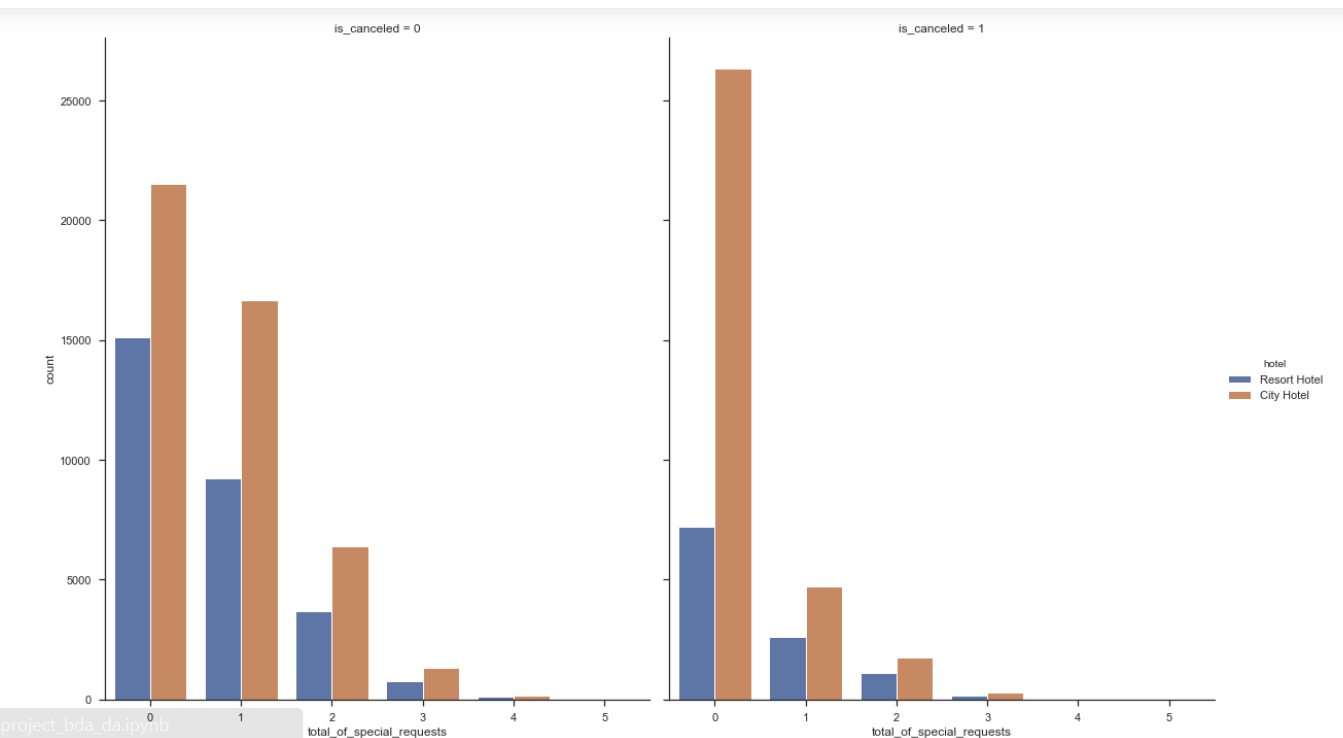 is_canceled = 0
is_canceled = 1
25000
20000
15000
10000
5000
0
count
hotel
Resort Hotel
City Hotel
0 1 2 3 4 5
0 1 2 3 4 5
total_of_special_requests
total_of_special_requests
project_bda_da.ipynb